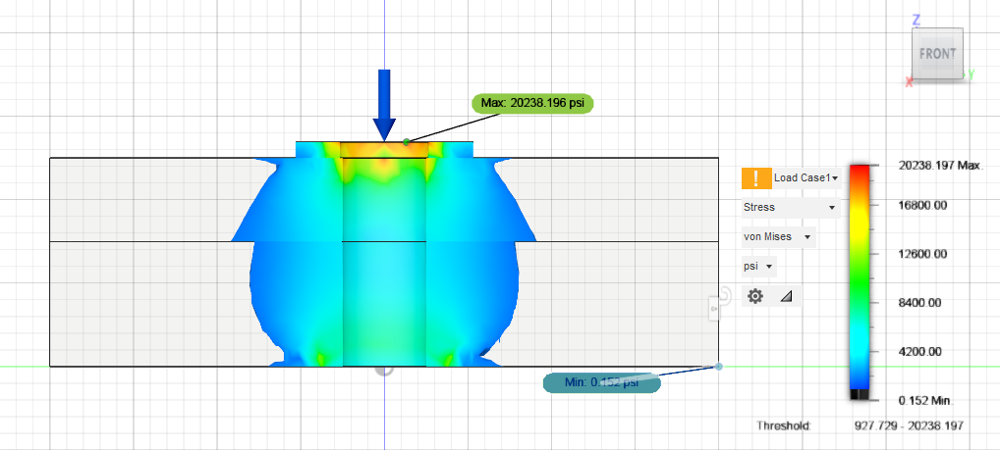 Z
FRONT
X
Y
Max: 20238.196 psi
20238.197 Max.
Load Case1
16800.00
Stress
von Mises
12600.00
psi
8400.00
4200.00
Min: 0.152 psi
0.152 Min.
Threshold: 927.729 - 20238.197